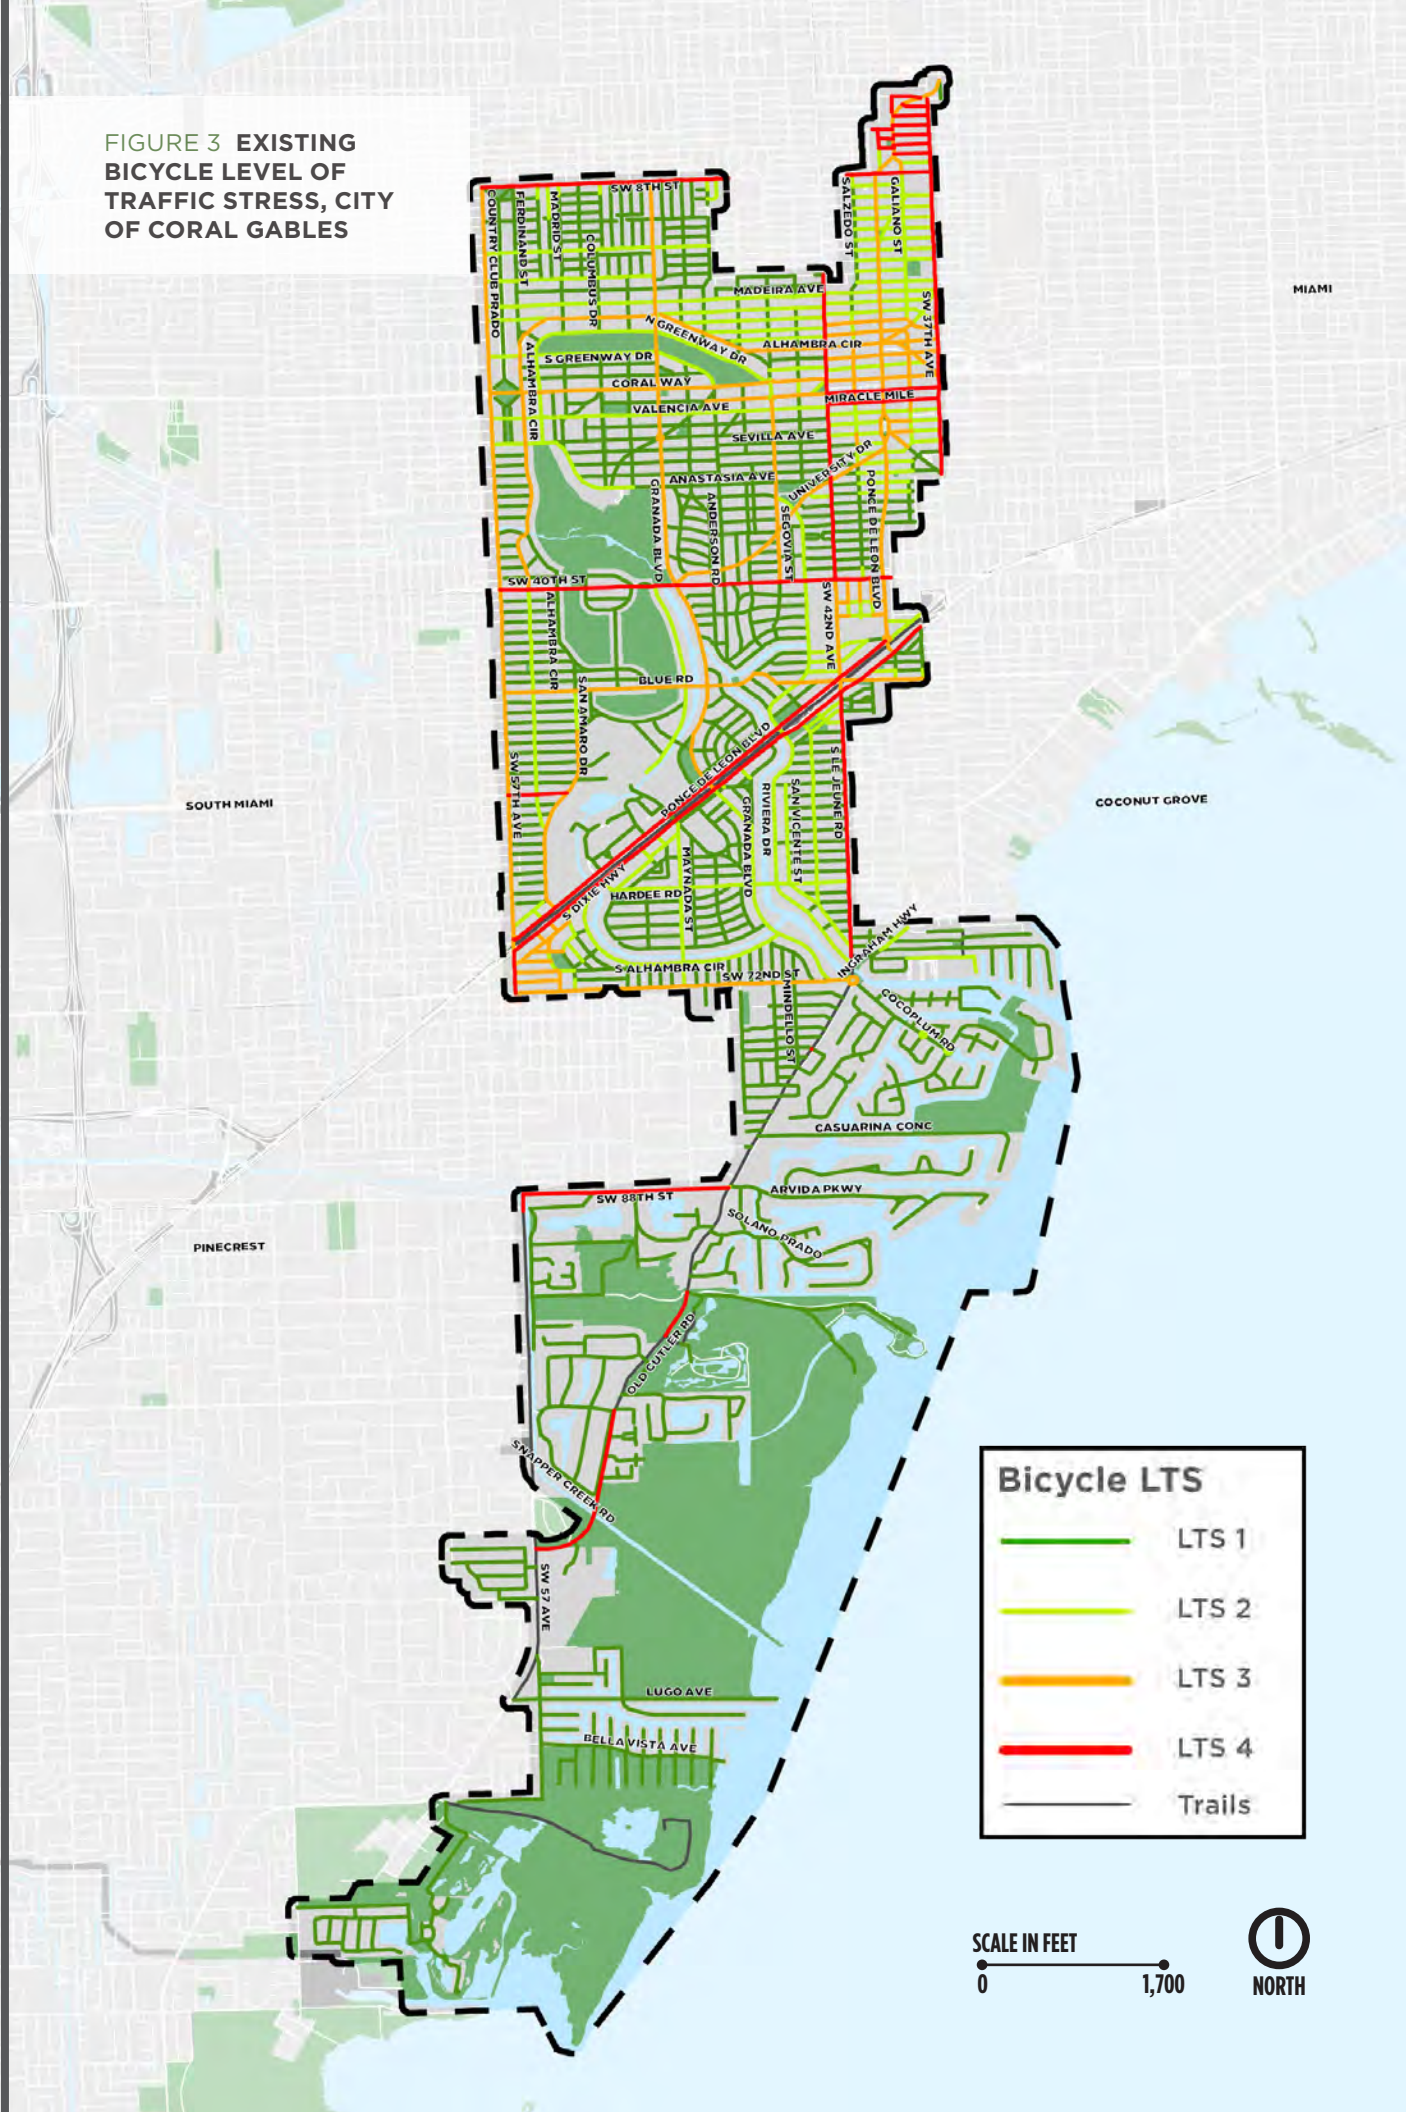 FIGURE 3 EXISTING
BICYCLE LEVEL OF
TRAFFIC STRESS, CITY
OF CORAL GABLES
SW 8TH ST
COUNTRY CLUB PRADO
FERDINAND ST
MADRID ST
COLUMBUS DR
SALZEDO ST
GALIANO ST
MADEIRA AVE
SW 37TH AVE
MIAMI
N GREENWAY DR
ALHAMBRA CIR
ALHAMBRA CIR
S GREENWAY DR
CORAL WAY
MIRACLE MILE
VALENCIA AVE
SEVILLA AVE
UNIVERSITY DR
ANASTASIA AVE
GRANADA BLVD
ANDERSON RD
SEGOVIA ST
PONCE DE LEON BLVD
SW 40TH ST
ALHAMBRA CIR
SW 42ND AVE
BLUE RD
SAN AMARO DR
PONCE DE LEON BLVD
SW 57TH AVE
S LE JEUNE RD
SOUTH MIAMI
COCONUT GROVE
GRANADA BLVD
RIVIERA DR
SAN VICENTE ST
MAYNADA ST
S DIXIE HWY
HARDEE RD
INGRAHAM HWY
S ALHAMBRA CIR
SW 72ND ST
MINDELLO ST
COCOPLUM RD
CASUARINA CONC
SW 88TH ST
ARVIDA PKWY
SOLANO PRADO
PINECREST
OLD CUTLER RD
SNAPPER CREEK RD
SW 57 AVE
LUGO AVE
BELLA VISTA AVE
Bicycle LTS
LTS 1
LTS 2
LTS 3
LTS 4
Trails
SCALE IN FEET
0 1,700
NORTH